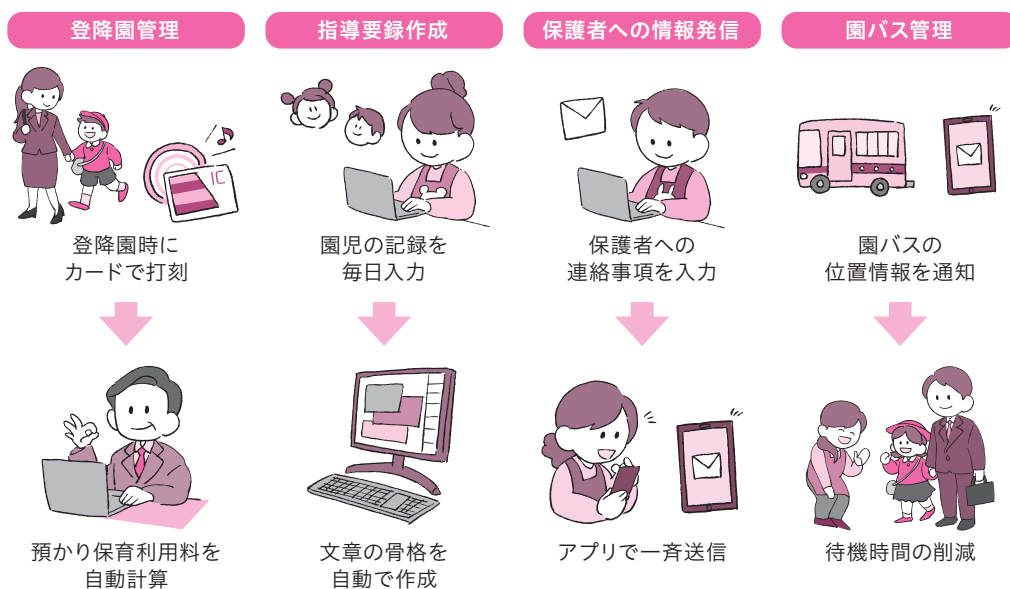 登降園管理
登降園時に
カードで打刻
預かり保育利用料を
自動計算
指導要録作成
園児の記録を
毎日入力
文章の骨格を
自動で作成
保護者への情報発信
保護者への
連絡事項を入力
アプリで一斉送信
園バス管理
園バスの
位置情報を通知
待機時間の削減
IC